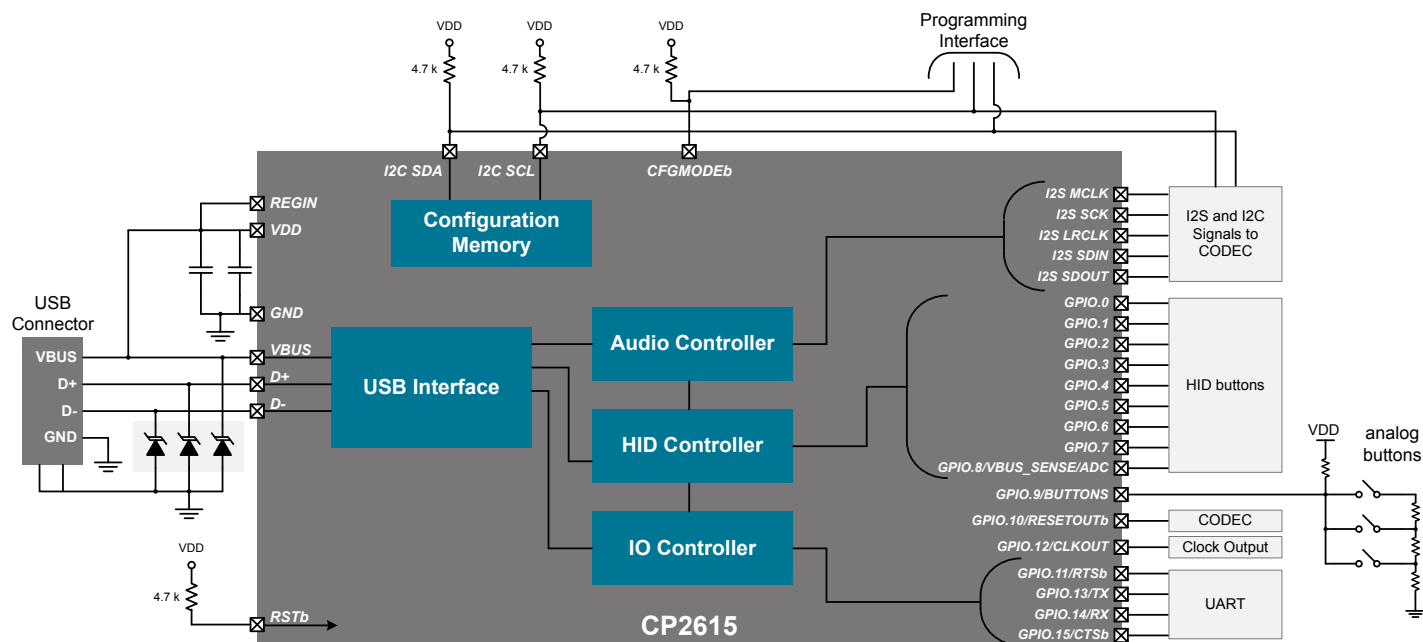 Programming
Interface
VDD
VDD
VDD
4.7 k
4.7 k
4.7 k
I2C SDA
I2C SCL
CFGMODEb
REGIN
VDD
GND
VBUS
D+
D-
RSTb
USB
Connector
VBUS
D+
D-
GND
VDD
4.7 k
Configuration
Memory
USB Interface
Audio Controller
HID Controller
IO Controller
CP2615
I2S MCLK
I2S SCK
I2S LRCLK
I2S SDIN
I2S SDOUT
I2S and I2C
Signals to
CODEC
GPIO.0
GPIO.1
GPIO.2
GPIO.3
GPIO.4
GPIO.5
GPIO.6
GPIO.7
GPIO.8/VBUS_SENSE/ADC
HID buttons
GPIO.9/BUTTONS
VDD
analog
buttons
GPIO.10/RESETOUTb
CODEC
GPIO.12/CLKOUT
Clock Output
GPIO.11/RTSb
GPIO.13/TX
GPIO.14/RX
GPIO.15/CTSb
UART